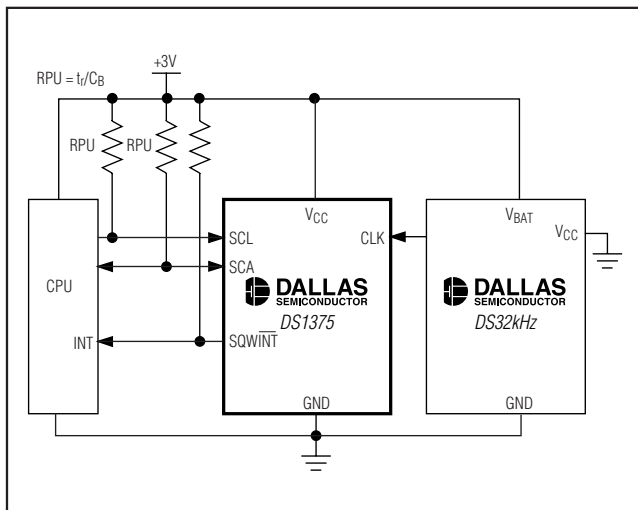 +3V
RPU = tr/CB
RPU
RPU
VCC
VBAT
SCL
CLK
VCC
CPU
SCA
DALLAS
SEMICONDUCTOR
DS1375
DALLAS
SEMICONDUCTOR
DS32kHz
INT
SQWINT
GND
GND